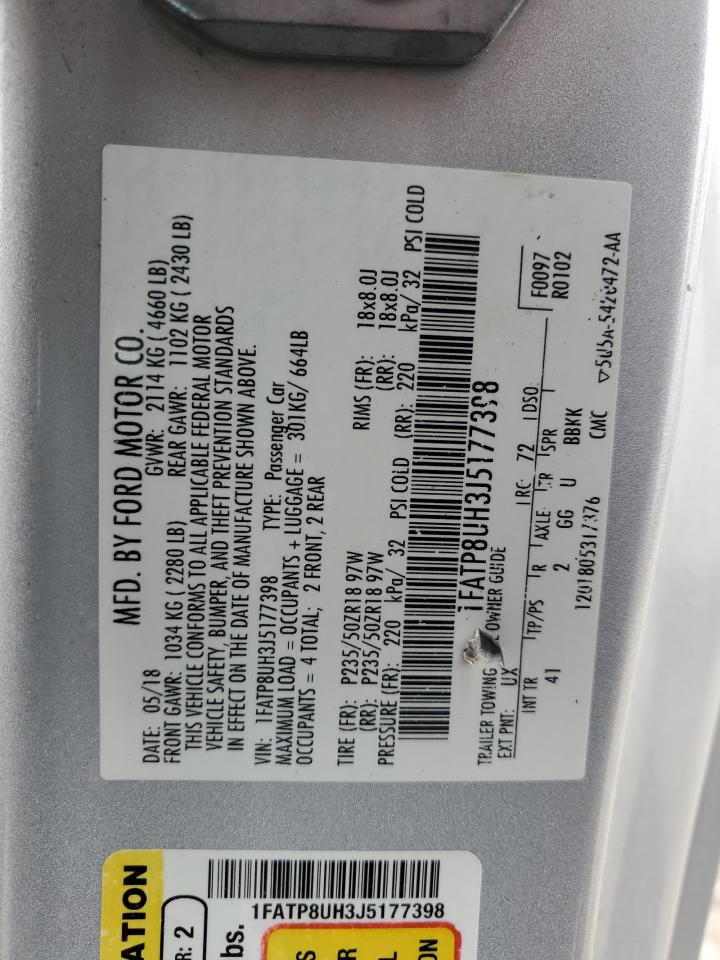 MFD. BY FORD MOTOR CO.
DATE: 05/18 GVWR: 2114 KG ( 4660 LB)
FRONT GAWR: 1034 KG ( 2280 LB) REAR GAWR: 1102 KG ( 2430 LB)
THIS VEHICLE CONFORMS TO ALL APPLICABLE FEDERAL MOTOR
VEHICLE SAFETY, BUMPER, AND THEFT PREVENTION STANDARDS
IN EFFECT ON THE DATE OF MANUFACTURE SHOWN ABOVE.
VIN: 1FATP8UH3J5177398 TYPE: Passenger Car
MAXIMUM LOAD = OCCUPANTS + LUGGAGE = 301KG/ 664LB
OCCUPANTS = 4 TOTAL; 2 FRONT, 2 REAR
TIRE (FR): P235/50ZR18 97W RIMS (FR): 18x8.0J
(RR): P235/50ZR18 97W (RR): 18x8.0J
PRESSURE (FR): 220 kPa/ 32 PSI COLD (RR): 220 kPa/ 32 PSI COLD
1FATP8UH3J5177398
TRAILER TOWING OWNER GUIDE
EXT PNT: UX RC: 72 DSO: F0097
INT TR TP/PS R AXLE TR SPR R0102
41 2 GG U BBKK
1201805317376 CMC ▽5U5A-5420472-AA
1FATP8UH3J5177398
ATION
R: 2
bs.
S
R
L
ON